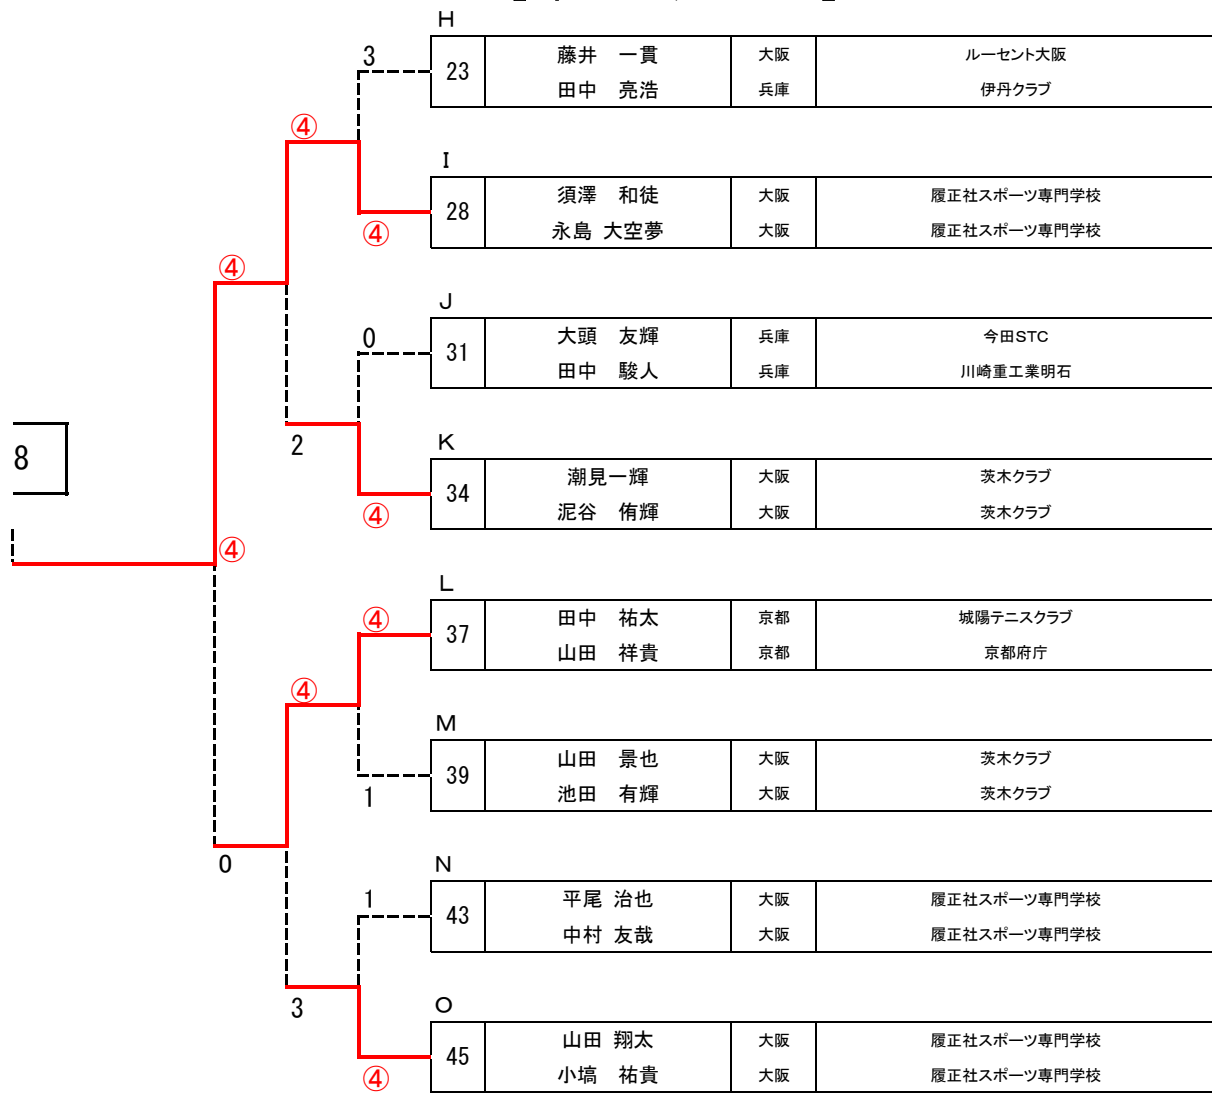 H
3
23 藤井 一貫 大阪 ルーセント大阪
田中 亮浩 兵庫 伊丹クラブ
④
I
28 須澤 和徒 大阪 履正社スポーツ専門学校
永島 大空夢 大阪 履正社スポーツ専門学校
④
④
J
0
31 大頭 友輝 兵庫 今田STC
田中 駿人 兵庫 川崎重工業明石
2
8
K
34 潮見一輝 大阪 茨木クラブ
泥谷 侑輝 大阪 茨木クラブ
④
④
L
④
37 田中 祐太 京都 城陽テニスクラブ
山田 祥貴 京都 京都府庁
④
M
39 山田 景也 大阪 茨木クラブ
池田 有輝 大阪 茨木クラブ
1
0
N
1
43 平尾 治也 大阪 履正社スポーツ専門学校
中村 友哉 大阪 履正社スポーツ専門学校
3
O
45 山田 翔太 大阪 履正社スポーツ専門学校
小塙 祐貴 大阪 履正社スポーツ専門学校
④